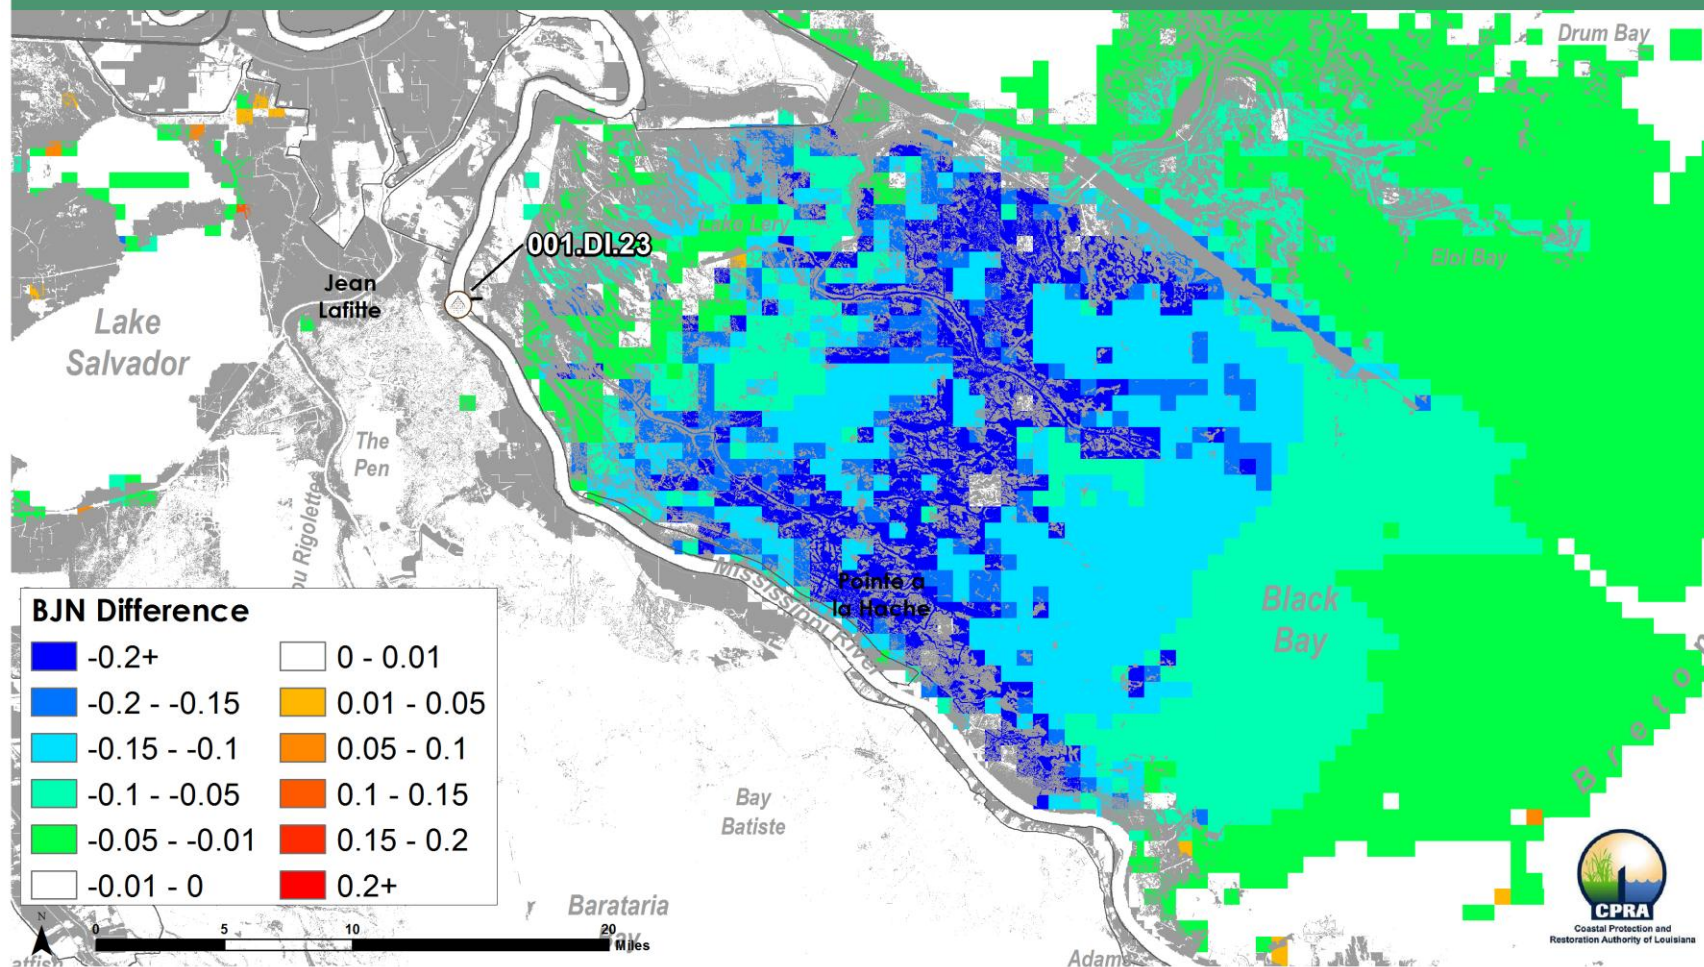 Drum Bay
Lake Lery
001.DI.23
Eloi Bay
Jean
Lafitte
Lake
Salvador
The
Pen
ou Rigolettes
Mississippi River
Pointe a
la Hache
Black
Bay
Breton
BJN Difference
-0.2+
-0.2 - -0.15
-0.15 - -0.1
-0.1 - -0.05
-0.05 - -0.01
-0.01 - 0
0 - 0.01
0.01 - 0.05
0.05 - 0.1
0.1 - 0.15
0.15 - 0.2
0.2+
Bay
Batiste
Barataria
Bay
N
0 5 10 20
Miles
atfish
Adams
CPRA
Coastal Protection and
Restoration Authority of Louisiana